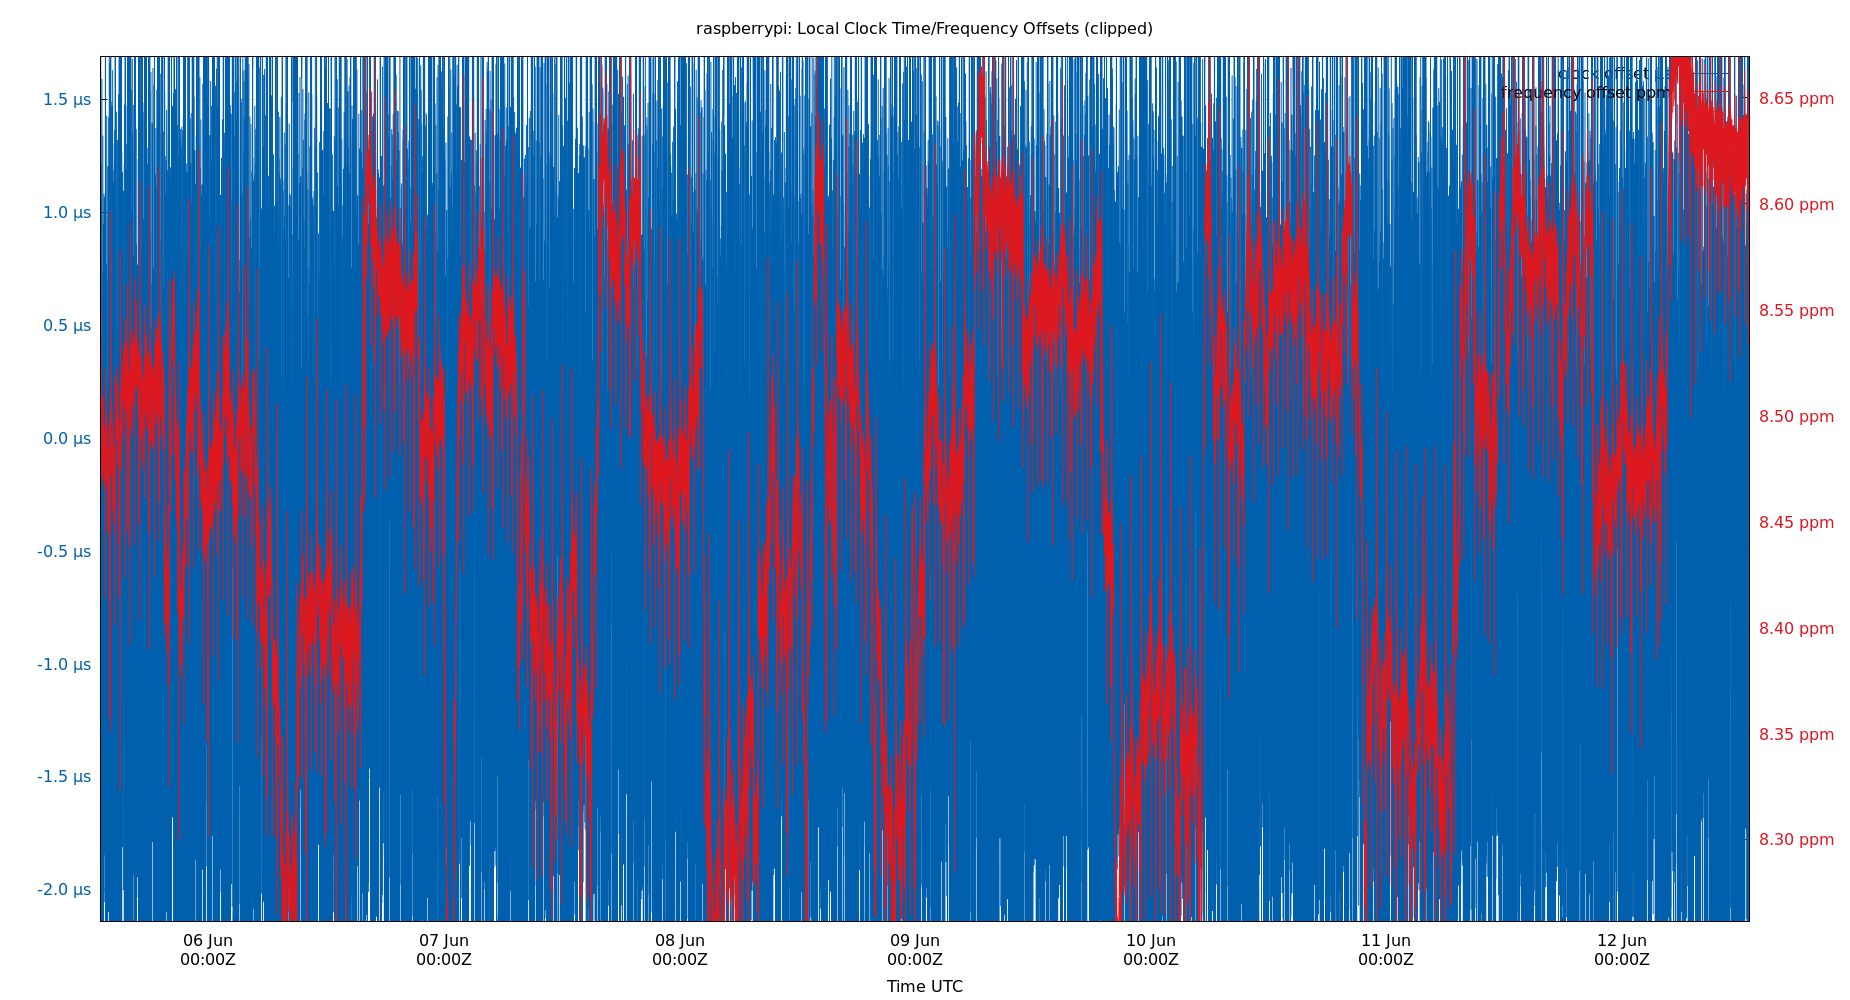 raspberrypi: Local Clock Time/Frequency Offsets (clipped)
clock offset µs
frequency offset ppm
1.5 µs
1.0 µs
0.5 µs
0.0 µs
-0.5 µs
-1.0 µs
-1.5 µs
-2.0 µs
8.65 ppm
8.60 ppm
8.55 ppm
8.50 ppm
8.45 ppm
8.40 ppm
8.35 ppm
8.30 ppm
06 Jun 07 Jun 08 Jun 09 Jun 10 Jun 11 Jun 12 Jun
00:00Z 00:00Z 00:00Z 00:00Z 00:00Z 00:00Z 00:00Z
Time UTC